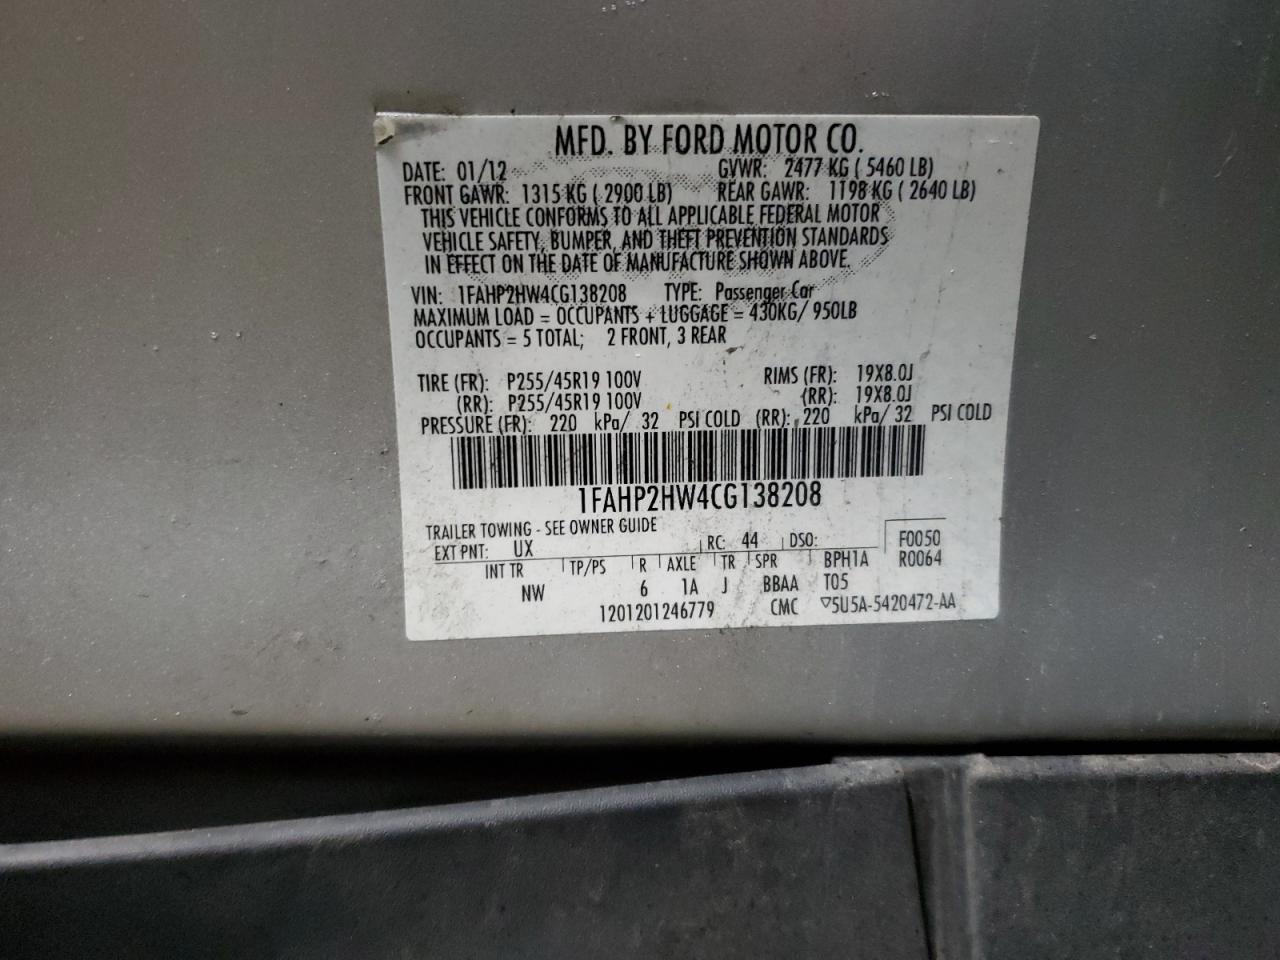 MFD. BY FORD MOTOR CO.
DATE: 01/12 GVWR: 2477 KG ( 5460 LB)
FRONT GAWR: 1315 KG ( 2900 LB) REAR GAWR: 1198 KG ( 2640 LB)
THIS VEHICLE CONFORMS TO ALL APPLICABLE FEDERAL MOTOR
VEHICLE SAFETY, BUMPER, AND THEFT PREVENTION STANDARDS
IN EFFECT ON THE DATE OF MANUFACTURE SHOWN ABOVE.
VIN: 1FAHP2HW4CG138208 TYPE: Passenger Car
MAXIMUM LOAD = OCCUPANTS + LUGGAGE = 430KG/ 950LB
OCCUPANTS = 5 TOTAL; 2 FRONT, 3 REAR
TIRE (FR): P255/45R19 100V RIMS (FR): 19X8.0J
(RR): P255/45R19 100V (RR): 19X8.0J
PRESSURE (FR): 220 kPa/ 32 PSI COLD (RR): 220 kPa/ 32 PSI COLD
1FAHP2HW4CG138208
TRAILER TOWING - SEE OWNER GUIDE
EXT PNT: UX RC: 44 DSO: F0050
INT TR TP/PS R AXLE TR SPR BPH1A R0064
NW 6 1A J BBAA T05
1201201246779 CMC ▽5U5A-5420472-AA